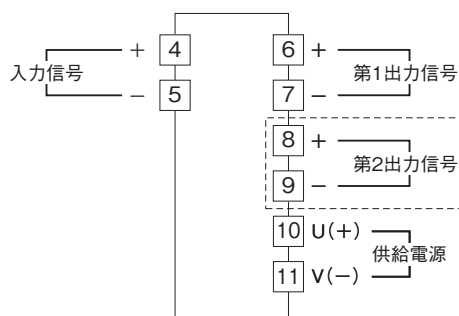 入力信号
+ 4
− 5
6 +
7 −
第1出力信号
8 +
9 −
第2出力信号
10 U(+)
11 V(−)
供給電源